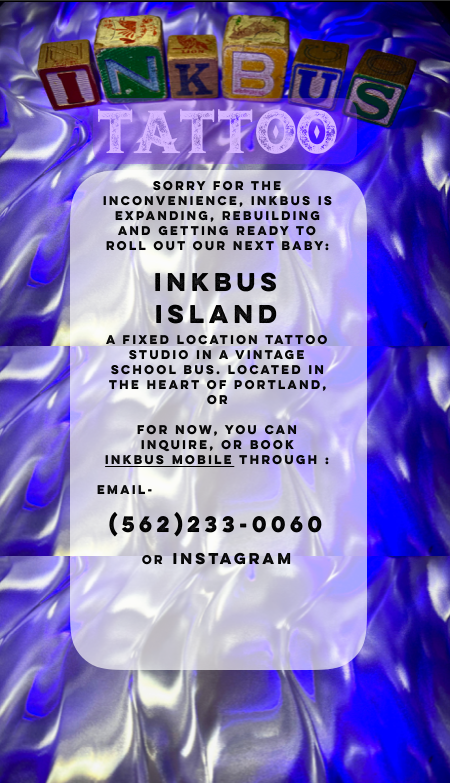 INKBUS
TATTOO
SORRY FOR THE
INCONVENIENCE, INKBUS IS
EXPANDING, REBUILDING
AND GETTING READY TO
ROLL OUT OUR NEXT BABY:
INKBUS
ISLAND
A FIXED LOCATION TATTOO
STUDIO IN A VINTAGE
SCHOOL BUS. LOCATED IN
THE HEART OF PORTLAND,
OR
FOR NOW, YOU CAN
INQUIRE, OR BOOK
INKBUS MOBILE THROUGH :
EMAIL-
(562)233-0060
OR INSTAGRAM